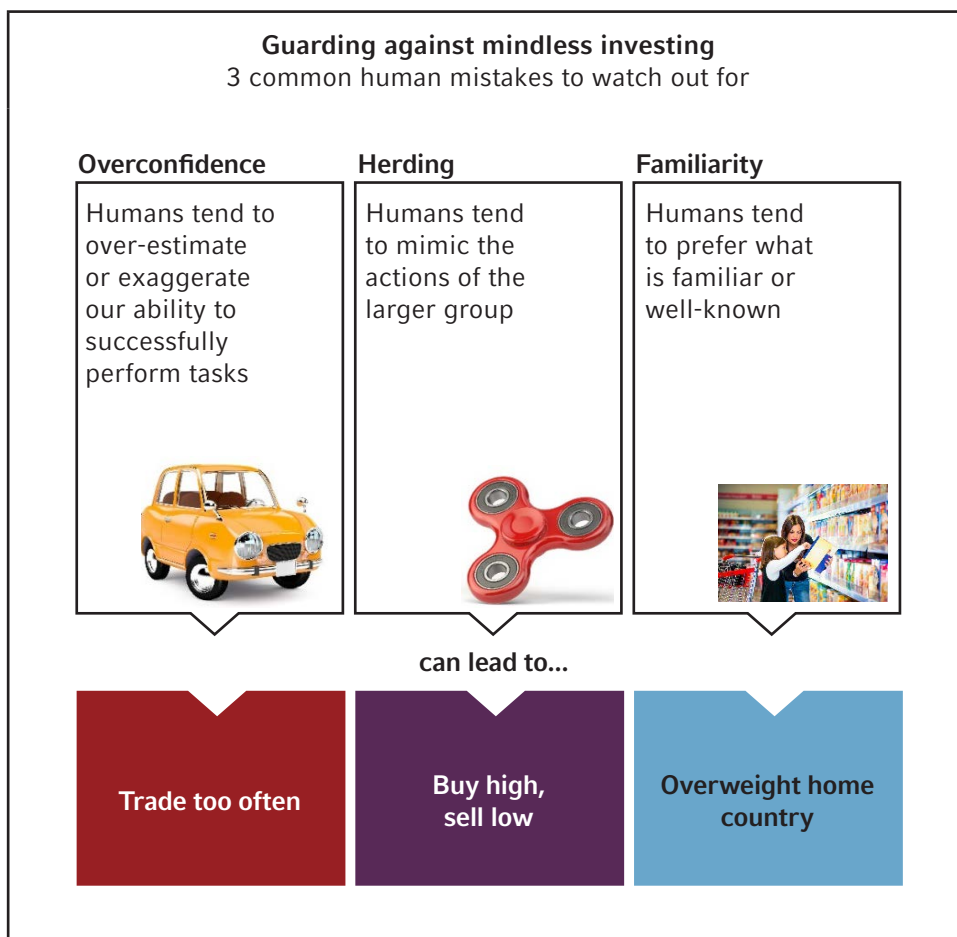 Guarding against mindless investing
3 common human mistakes to watch out for
Overconfidence
Humans tend to
over-estimate
or exaggerate
our ability to
successfully
perform tasks
Herding
Humans tend
to mimic the
actions of the
larger group
Familiarity
Humans tend
to prefer what
is familiar or
well-known
can lead to...
Trade too often
Buy high,
sell low
Overweight home
country